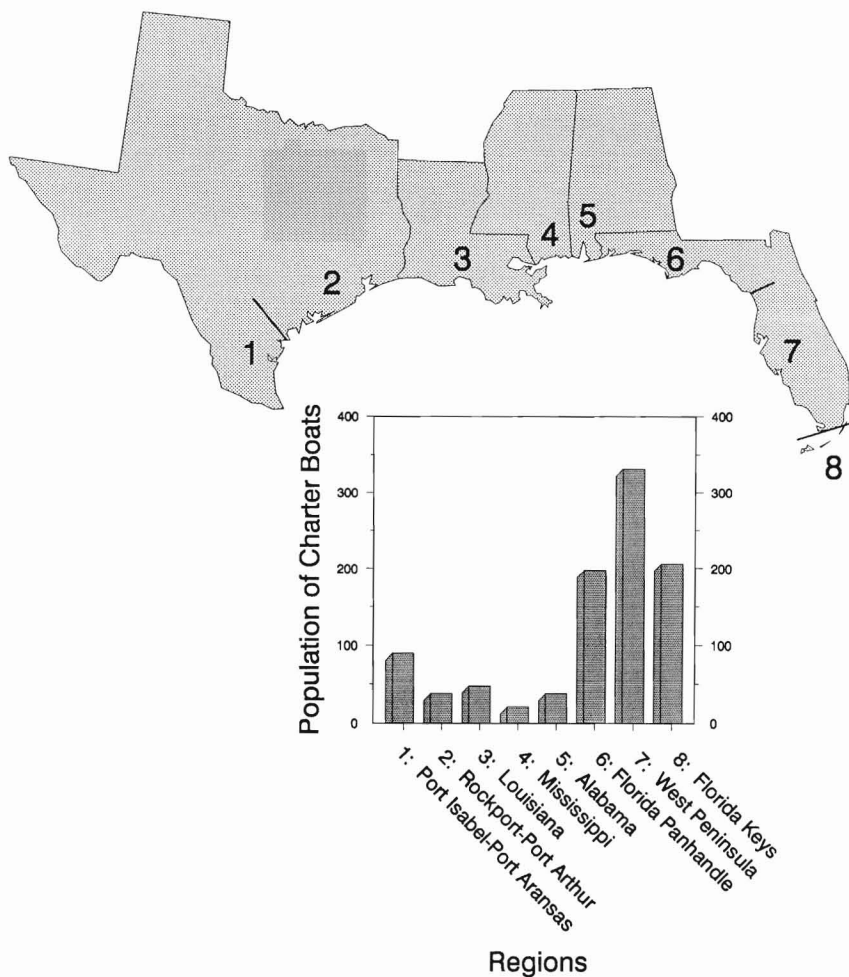 1
2
3
4
5
6
7
8
Population of Charter Boats
400
300
200
100
0
400
300
200
100
0
1: Port Isabel-Port Aransas
2: Rockport-Port Arthur
3: Louisiana
4: Mississippi
5: Alabama
6: Florida Panhandle
7: West Peninsula
8: Florida Keys
Regions